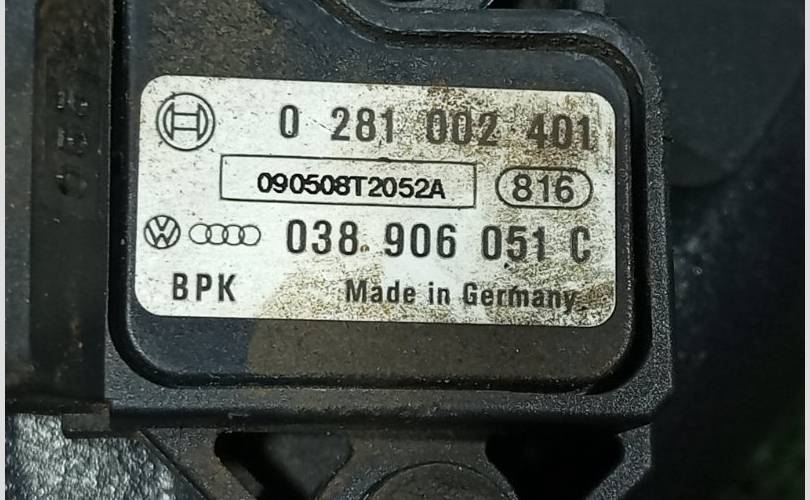 0 281 002 401
090508T2052A 816
038 906 051 C
BPK Made in Germany